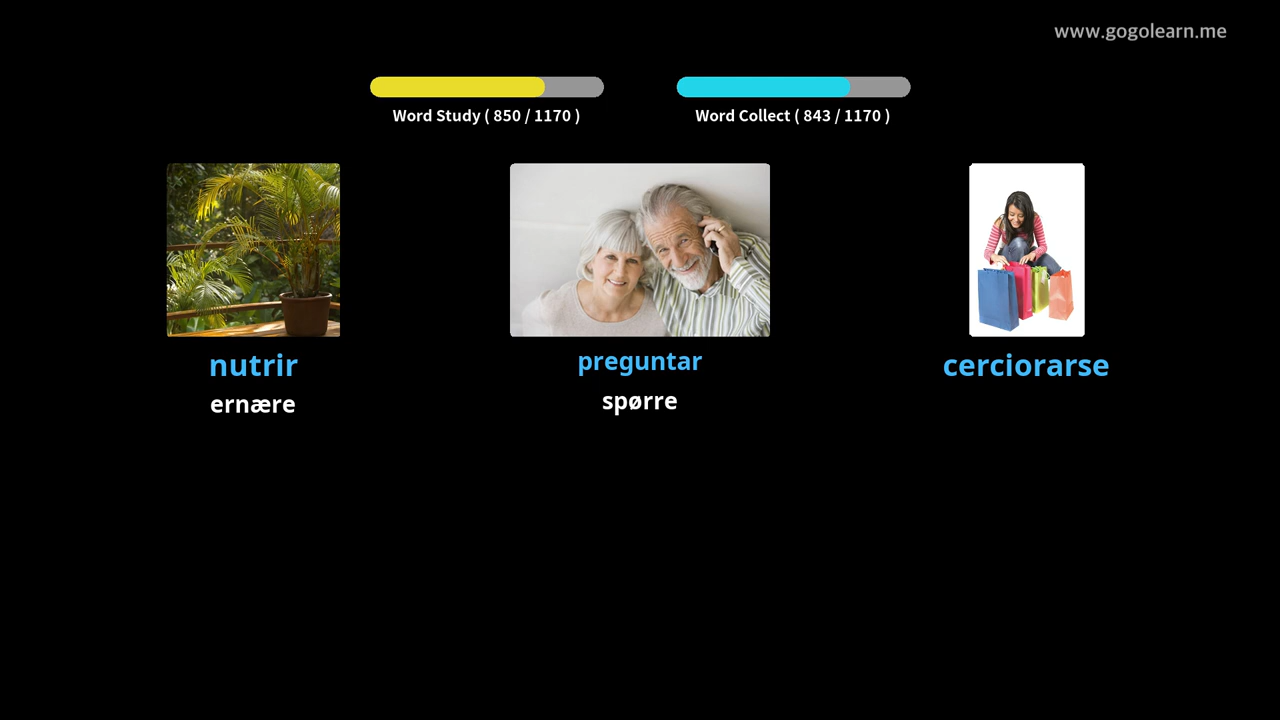 www.gogolearn.me
Word Study ( 850 / 1170 )
Word Collect ( 843 / 1170 )
nutrir
ernære
preguntar
spørre
cerciorarse